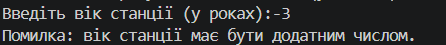 Введіть вік станції (у роках):-3
Помилка: вік станції має бути додатним числом.